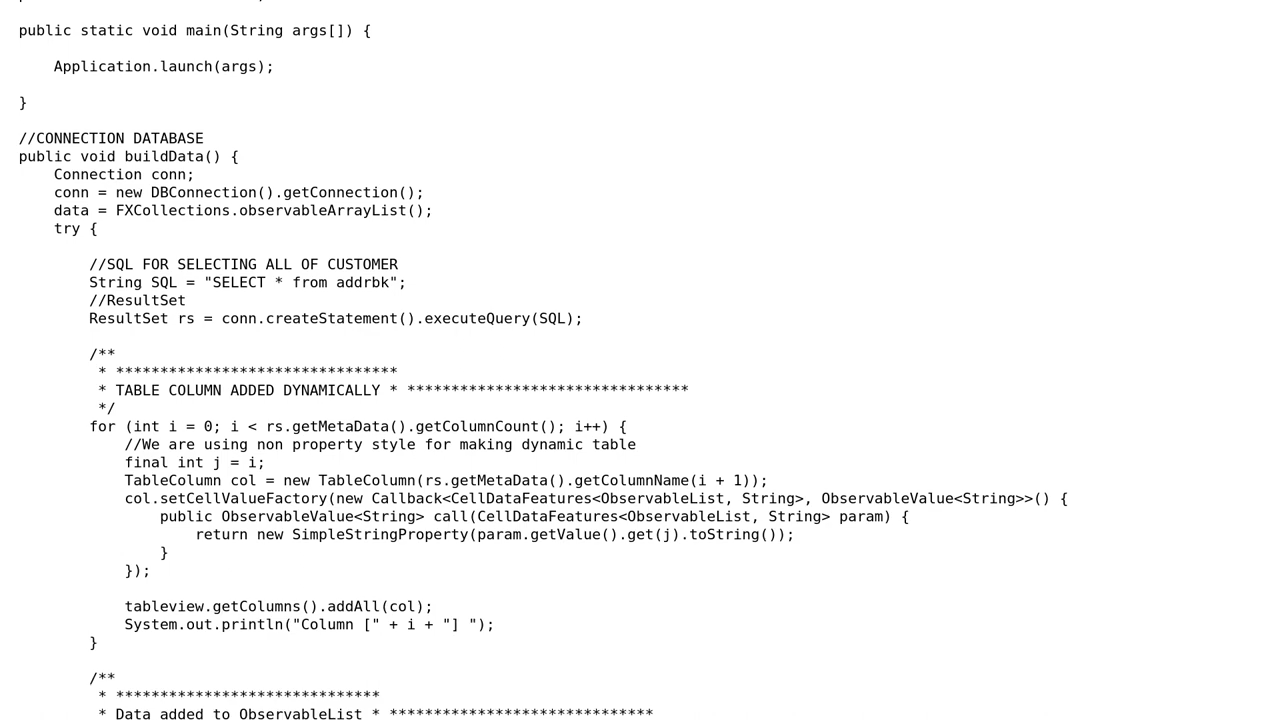 public static void main(String args[]) {
Application.launch(args);
}
//CONNECTION DATABASE
public void buildData() {
Connection conn;
conn = new DBConnection().getConnection();
data = FXCollections.observableArrayList();
try {
//SQL FOR SELECTING ALL OF CUSTOMER
String SQL = "SELECT * from addrbk";
//ResultSet
ResultSet rs = conn.createStatement().executeQuery(SQL);
/**
* ********************************
* TABLE COLUMN ADDED DYNAMICALLY * ********************************
*/
for (int i = 0; i < rs.getMetaData().getColumnCount(); i++) {
//We are using non property style for making dynamic table
final int j = i;
TableColumn col = new TableColumn(rs.getMetaData().getColumnName(i + 1));
col.setCellValueFactory(new Callback<CellDataFeatures<ObservableList, String>, ObservableValue<String>>() {
public ObservableValue<String> call(CellDataFeatures<ObservableList, String> param) {
return new SimpleStringProperty(param.getValue().get(j).toString());
}
});
tableview.getColumns().addAll(col);
System.out.println("Column [" + i + "] ");
}
/**
* ******************************
* Data added to ObservableList * ******************************